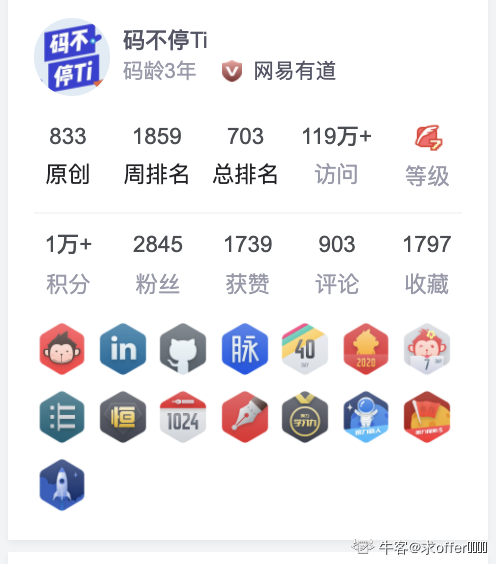 码不停Ti
码不
停Ti
码龄3年 网易有道
833 1859 703 119万+
原创 周排名 总排名 访问 等级
1万+ 2845 1739 903 1797
积分 粉丝 获赞 评论 收藏
in 脉 40 2020 7
恒 1024 学习力
牛客@求offer